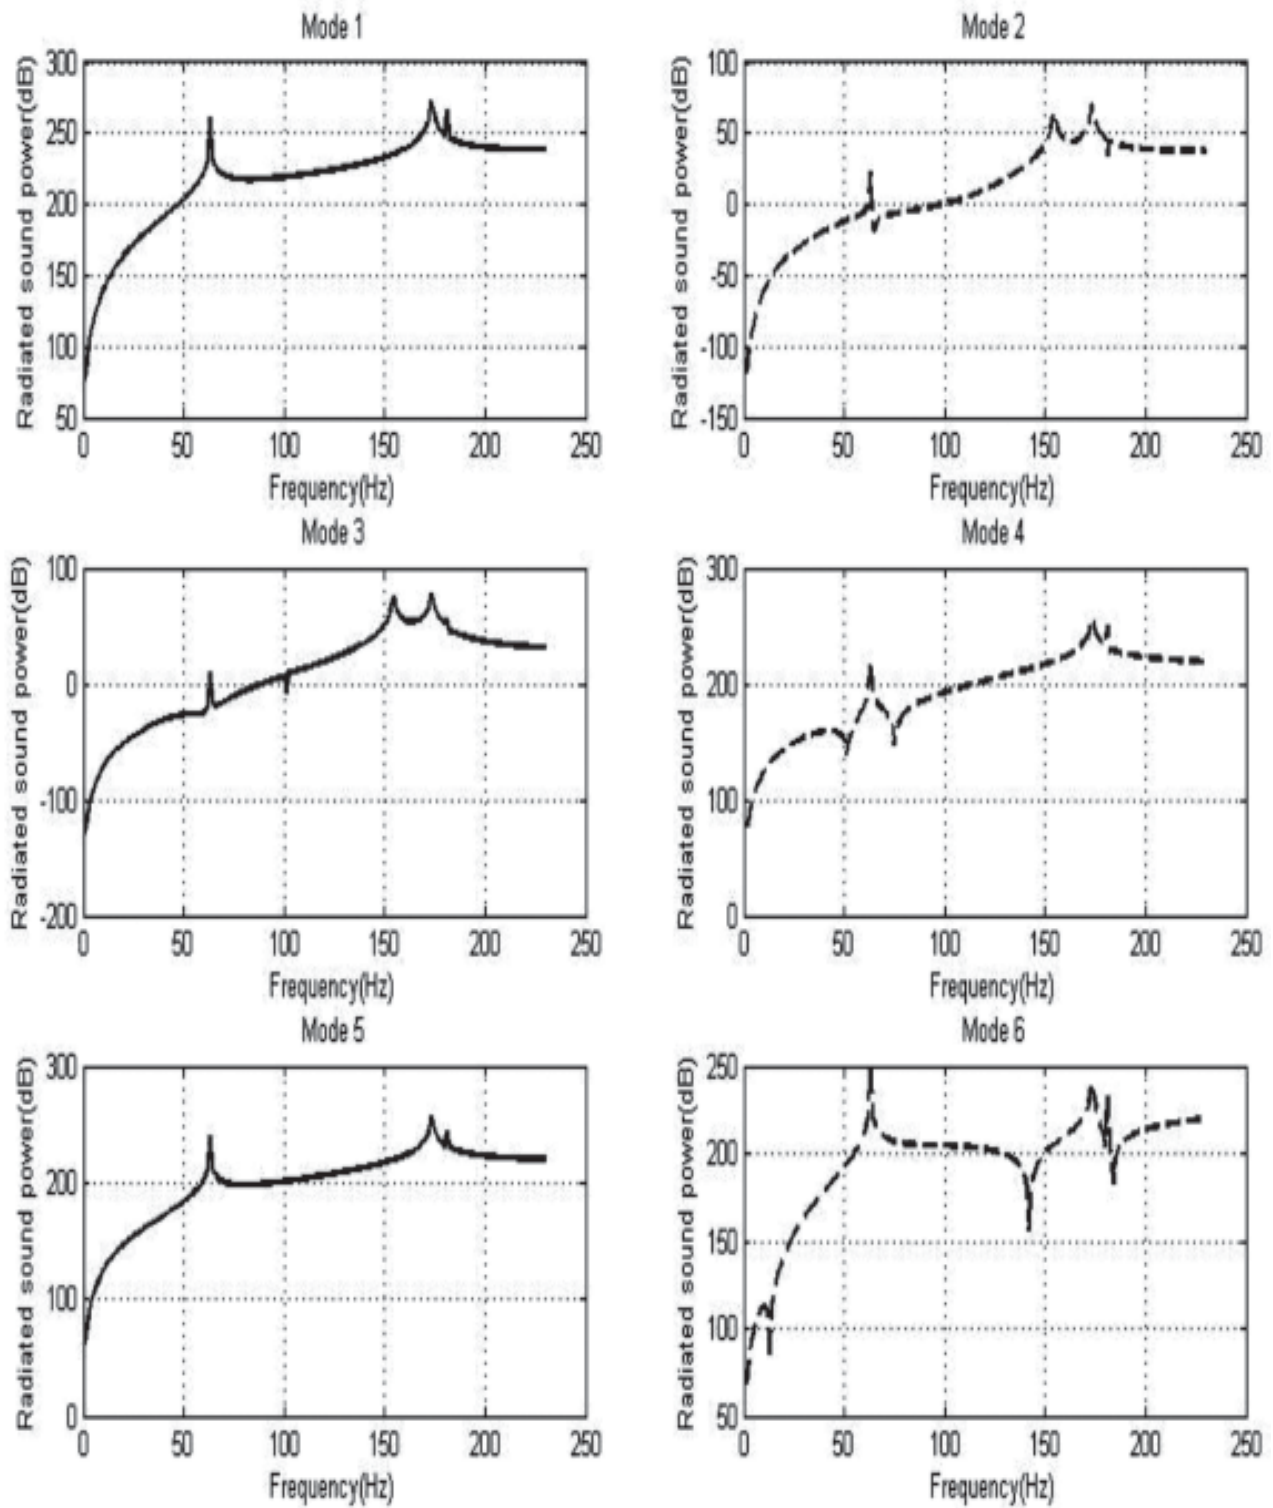 Mode 1
Radiated sound power(dB)
300
250
200
150
100
50
0 50 100 150 200 250
Frequency(Hz)
Mode 2
Radiated sound power(dB)
100
50
0
-50
-100
-150
0 50 100 150 200 250
Frequency(Hz)
Mode 3
Radiated sound power(dB)
100
0
-100
-200
0 50 100 150 200 250
Frequency(Hz)
Mode 4
Radiated sound power(dB)
300
200
100
0
0 50 100 150 200 250
Frequency(Hz)
Mode 5
Radiated sound power(dB)
300
200
100
0
0 50 100 150 200 250
Frequency(Hz)
Mode 6
Radiated sound power(dB)
250
200
150
100
50
0 50 100 150 200 250
Frequency(Hz)